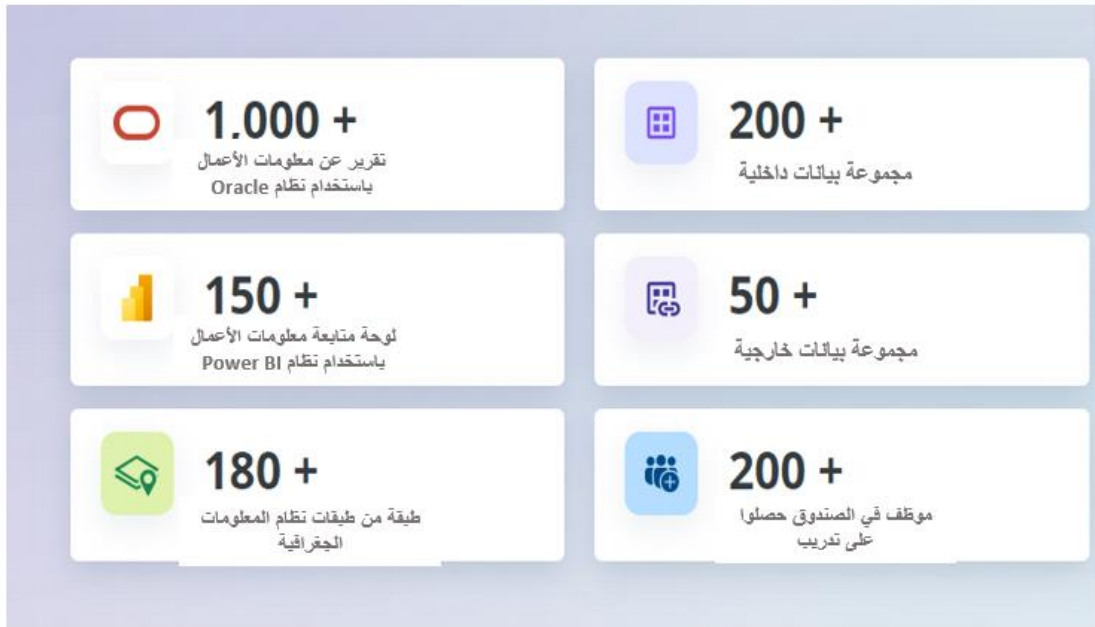 1,000 +
تقرير عن معلومات الأعمال
باستخدام نظام Oracle
200 +
مجموعة بيانات داخلية
150 +
لوحة متابعة معلومات الأعمال
باستخدام نظام Power BI
50 +
مجموعة بيانات خارجية
180 +
طبقة من طبقات نظام المعلومات
الجغرافية
200 +
موظف في الصندوق حصلوا
على تدريب